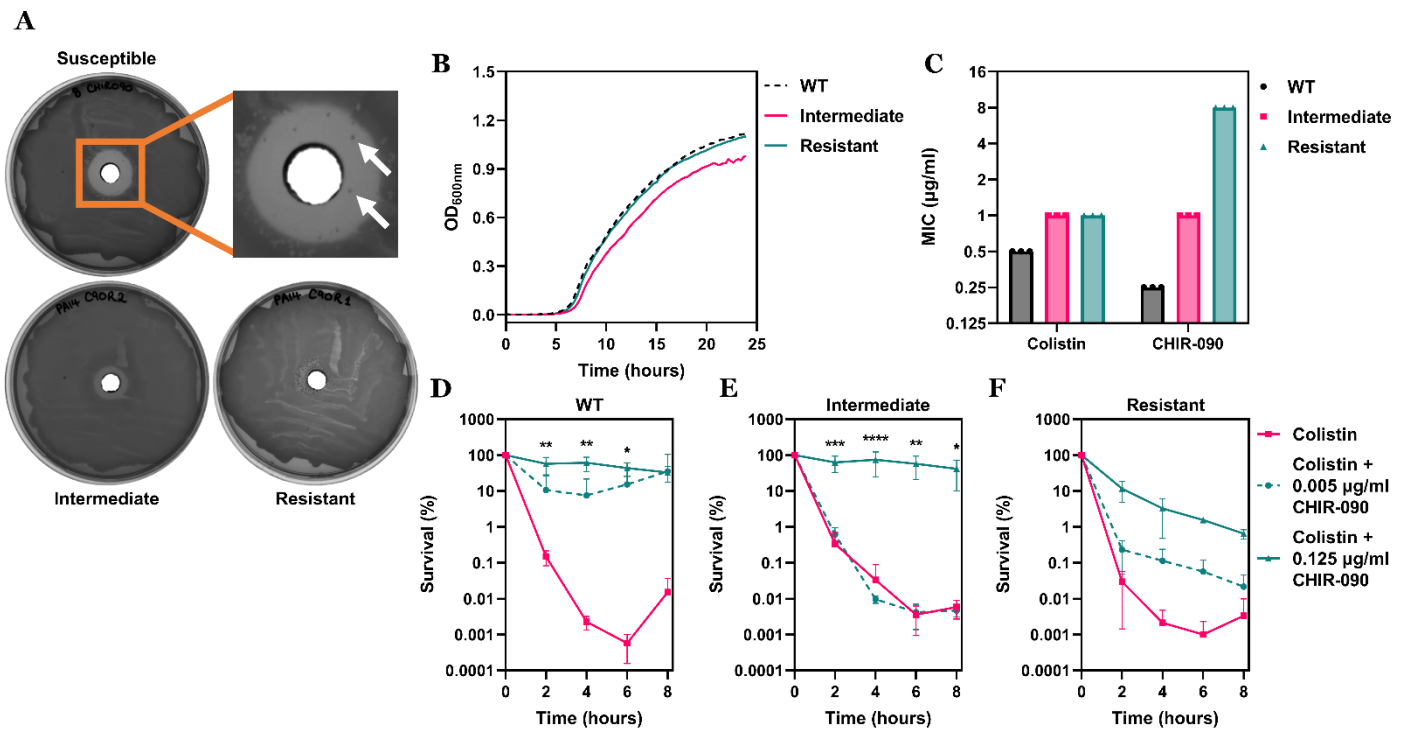 A
Susceptible
8 CHIR090
PA14 C90R2
PA14 C90R1
Intermediate
Resistant
B
1.5
1.2
0.9
0.6
0.3
0.0
OD600nm
0
5
10
15
20
25
Time (hours)
WT
Intermediate
Resistant
C
16
8
4
2
1
0.5
0.25
0.125
MIC (µg/ml)
Colistin
CHIR-090
WT
Intermediate
Resistant
D
WT
1000
100
10
1
0.1
0.01
0.001
0.0001
Survival (%)
** ** *
0
2
4
6
8
Time (hours)
E
Intermediate
1000
100
10
1
0.1
0.01
0.001
0.0001
Survival (%)
*** **** ** *
0
2
4
6
8
Time (hours)
F
Resistant
1000
100
10
1
0.1
0.01
0.001
0.0001
Survival (%)
0
2
4
6
8
Time (hours)
Colistin
Colistin +
0.005 µg/ml
CHIR-090
Colistin +
0.125 µg/ml
CHIR-090